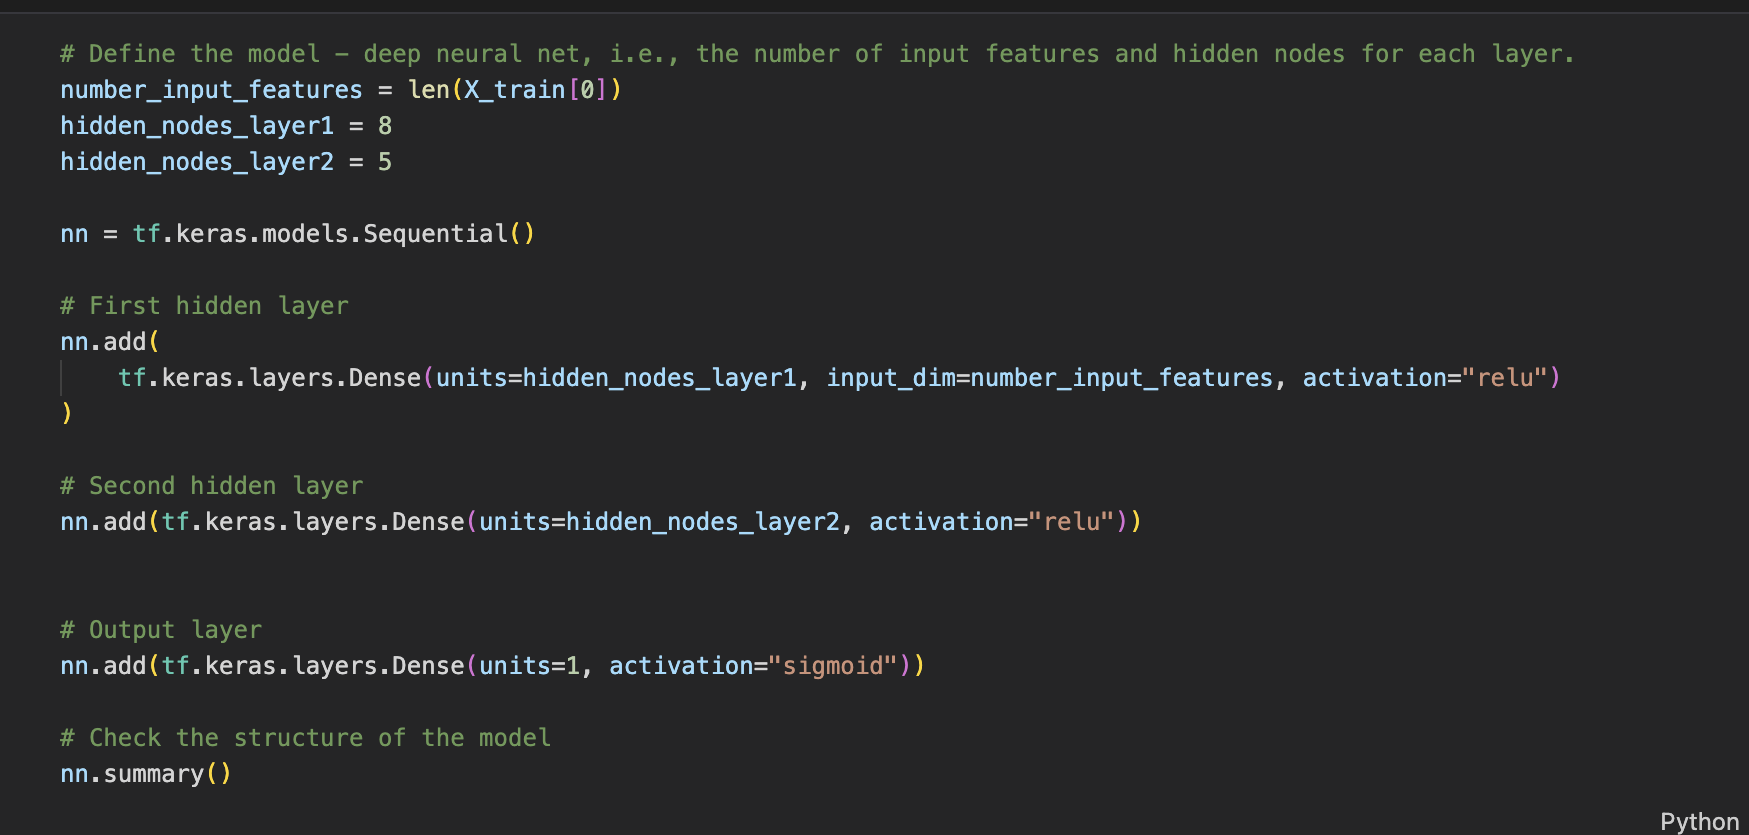 # Define the model – deep neural net, i.e., the number of input features and hidden nodes for each layer.
number_input_features = len(X_train[0])
hidden_nodes_layer1 = 8
hidden_nodes_layer2 = 5
nn = tf.keras.models.Sequential()
# First hidden layer
nn.add(
    tf.keras.layers.Dense(units=hidden_nodes_layer1, input_dim=number_input_features, activation="relu")
)
# Second hidden layer
nn.add(tf.keras.layers.Dense(units=hidden_nodes_layer2, activation="relu"))
# Output layer
nn.add(tf.keras.layers.Dense(units=1, activation="sigmoid"))
# Check the structure of the model
nn.summary()
Python